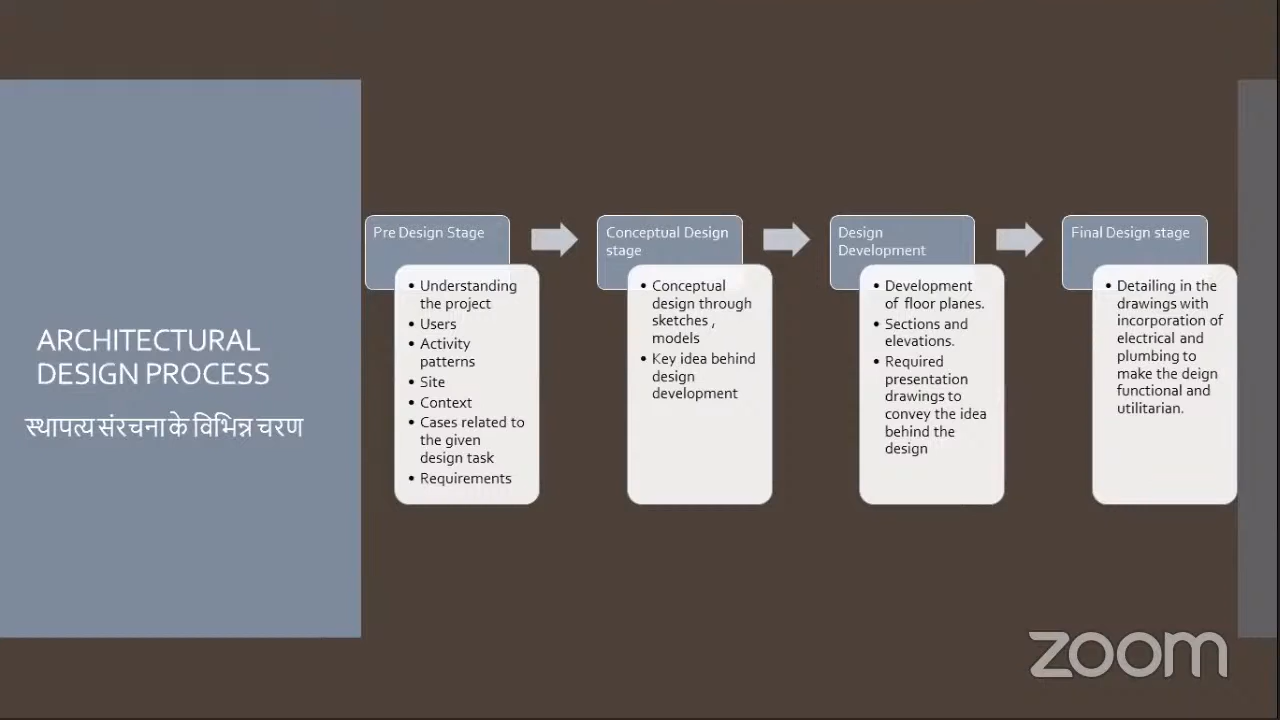 ARCHITECTURAL
DESIGN PROCESS
स्थापत्य संरचना के विभिन्न चरण
Pre Design Stage
• Understanding
the project
• Users
• Activity
patterns
• Site
• Context
• Cases related to
the given
design task
• Requirements
Conceptual Design
stage
• Conceptual
design through
sketches ,
models
• Key idea behind
design
development
Design
Development
• Development
of floor planes.
• Sections and
elevations.
• Required
presentation
drawings to
convey the idea
behind the
design
Final Design stage
• Detailing in the
drawings with
incorporation of
electrical and
plumbing to
make the deign
functional and
utilitarian.
zoom